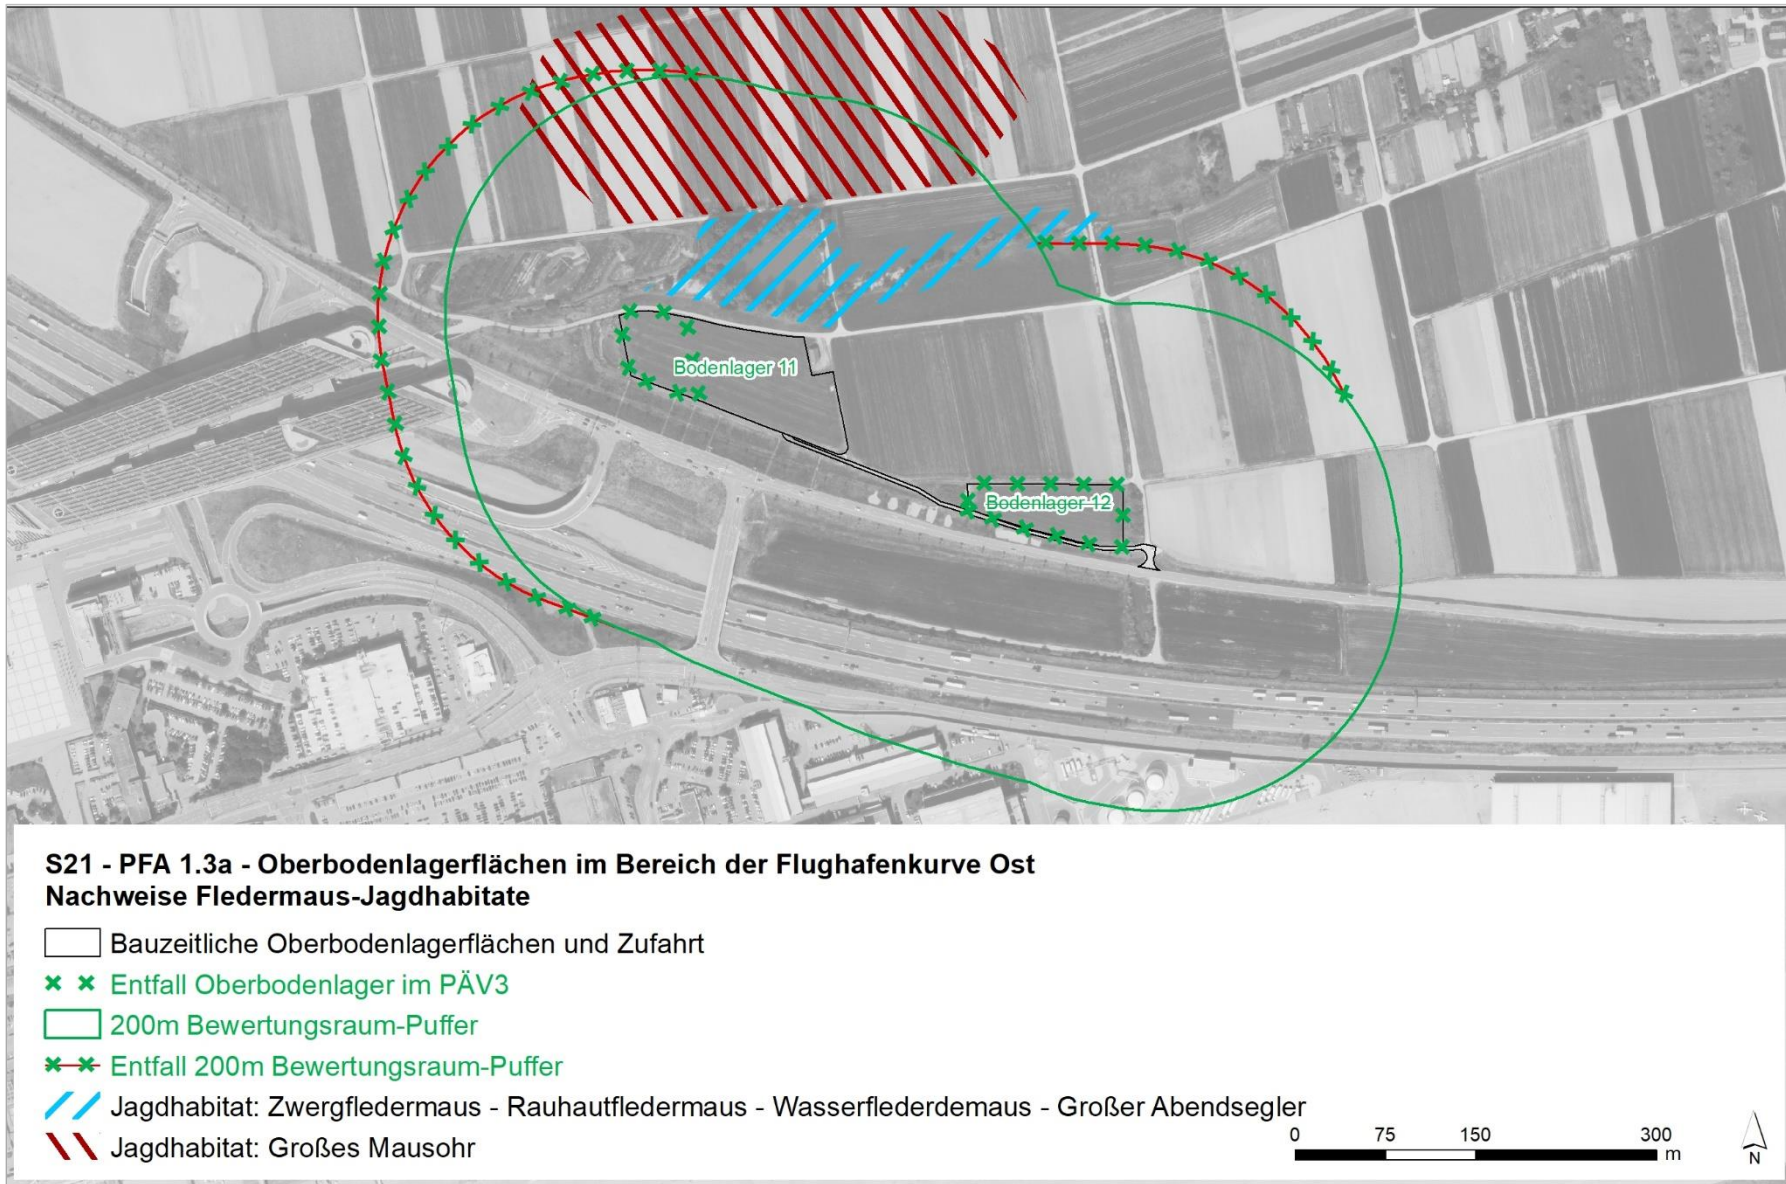 Bodenlager 11
Bodenlager 12
S21 - PFA 1.3a - Oberbodenlagerflächen im Bereich der Flughafenkurve Ost
Nachweise Fledermaus-Jagdhabitate
Bauzeitliche Oberbodenlagerflächen und Zufahrt
Entfall Oberbodenlager im PÄV3
200m Bewertungsraum-Puffer
Entfall 200m Bewertungsraum-Puffer
Jagdhabitat: Zwergfledermaus - Rauhautfledermaus - Wasserflederdemaus - Großer Abendsegler
Jagdhabitat: Großes Mausohr
0 75 150 300
m
N